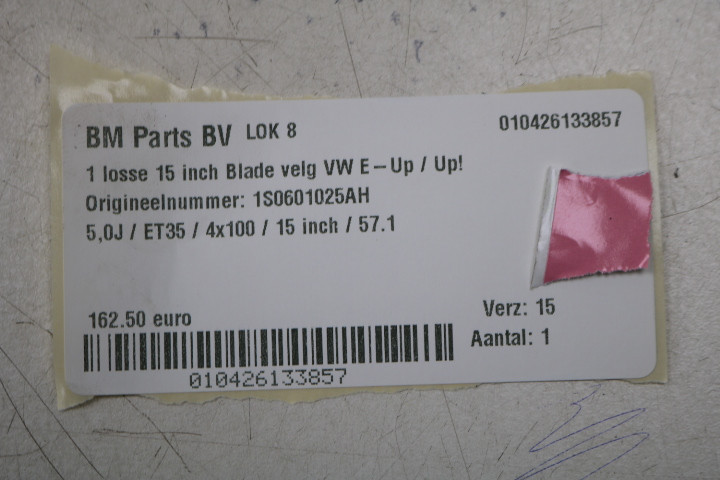 BM Parts BV LOK 8 010426133857
1 losse 15 inch Blade velg VW E-Up / Up!
Origineelnummer: 1S0601025AH
5,0J / ET35 / 4x100 / 15 inch / 57.1
162.50 euro Verz: 15
Aantal: 1
010426133857